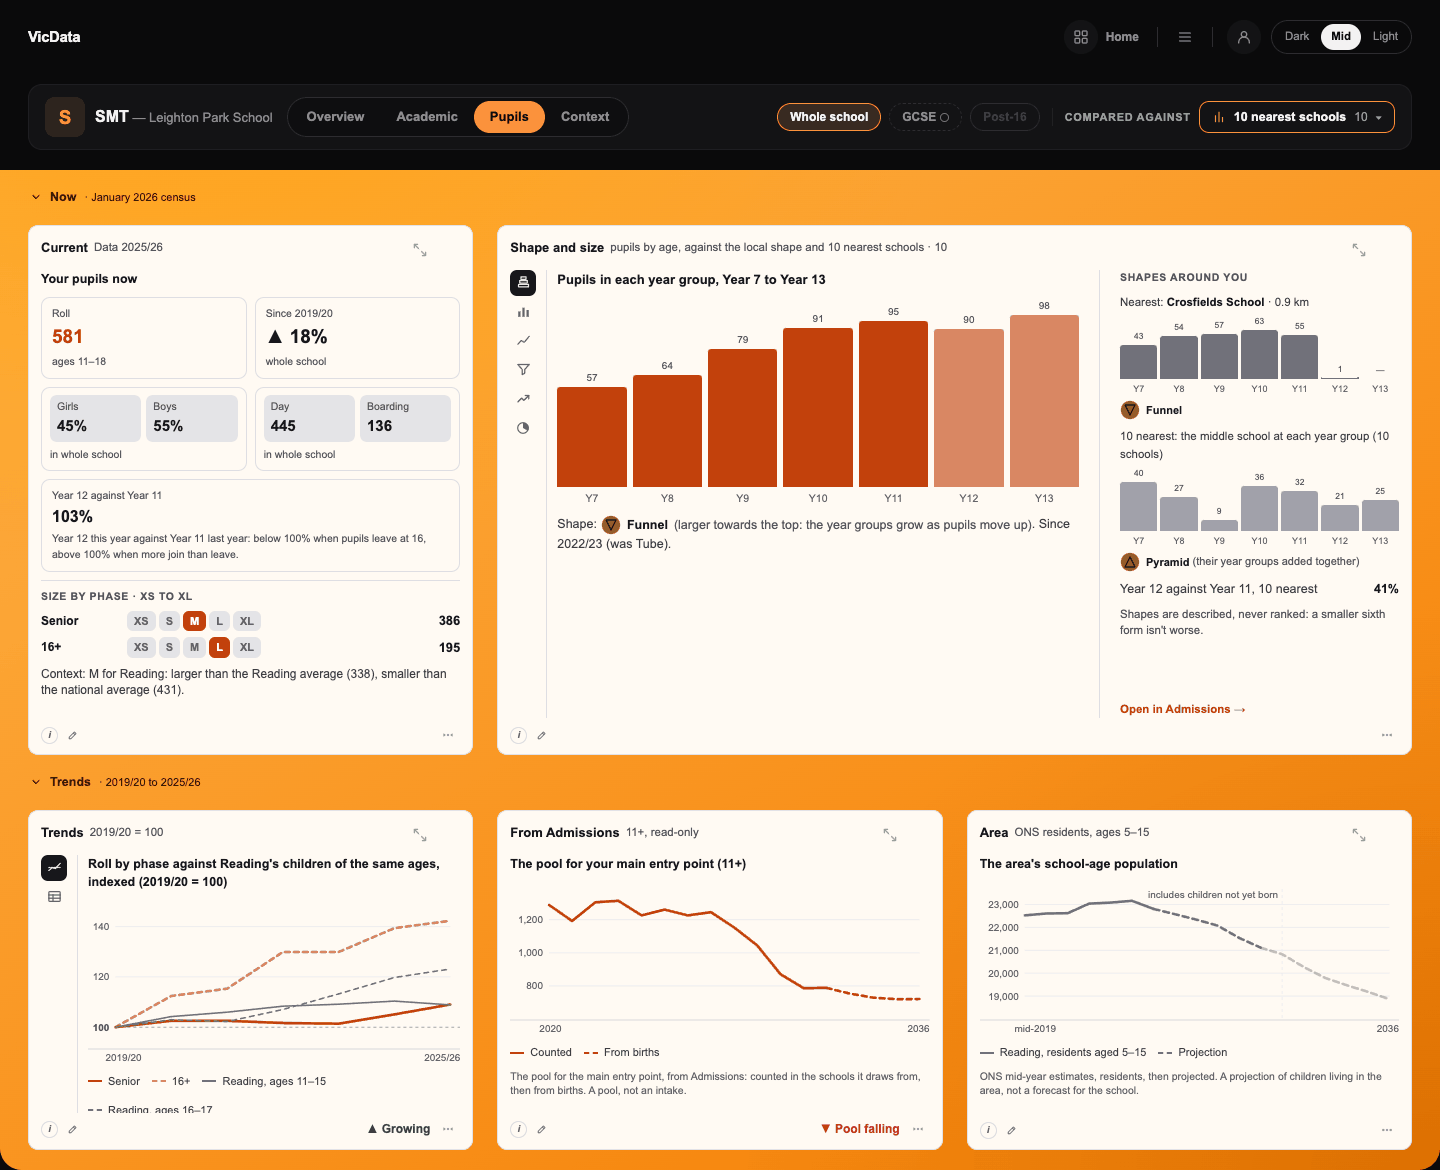 VicData
Home
Dark Mid Light
S
SMT — Leighton Park School
Overview Academic Pupils Context
Whole school GCSE Post-16
COMPARED AGAINST
10 nearest schools 10
Now · January 2026 census
Current Data 2025/26
Your pupils now
Roll
581
ages 11–18
Since 2019/20
▲ 18%
whole school
Girls
45%
Boys
55%
in whole school
Day
445
Boarding
136
in whole school
Year 12 against Year 11
103%
Year 12 this year against Year 11 last year: below 100% when pupils leave at 16,
above 100% when more join than leave.
SIZE BY PHASE · XS TO XL
Senior XS S M L XL 386
16+ XS S M L XL 195
Context: M for Reading: larger than the Reading average (338), smaller than
the national average (431).
i
Shape and size pupils by age, against the local shape and 10 nearest schools · 10
Pupils in each year group, Year 7 to Year 13
57 64 79 91 95 90 98
Y7 Y8 Y9 Y10 Y11 Y12 Y13
Shape: Funnel (larger towards the top: the year groups grow as pupils move up). Since
2022/23 (was Tube).
SHAPES AROUND YOU
Nearest: Crosfields School · 0.9 km
43 54 57 63 55 1 —
Y7 Y8 Y9 Y10 Y11 Y12 Y13
Funnel
10 nearest: the middle school at each year group (10
schools)
40 27 9 36 32 21 25
Y7 Y8 Y9 Y10 Y11 Y12 Y13
Pyramid (their year groups added together)
Year 12 against Year 11, 10 nearest 41%
Shapes are described, never ranked: a smaller sixth
form isn't worse.
Open in Admissions →
i
Trends · 2019/20 to 2025/26
Trends 2019/20 = 100
Roll by phase against Reading's children of the same ages,
indexed (2019/20 = 100)
140
120
100
2019/20 2025/26
Senior 16+ Reading, ages 11–15
Reading, ages 16–17
i
▲ Growing
From Admissions 11+, read-only
The pool for your main entry point (11+)
1,200
1,000
800
2020 2036
Counted From births
The pool for the main entry point, from Admissions: counted in the schools it draws from,
then from births. A pool, not an intake.
i
▼ Pool falling
Area ONS residents, ages 5–15
The area's school-age population
includes children not yet born
23,000
22,000
21,000
20,000
19,000
mid-2019 2036
Reading, residents aged 5–15 Projection
ONS mid-year estimates, residents, then projected. A projection of children living in the
area, not a forecast for the school.
i